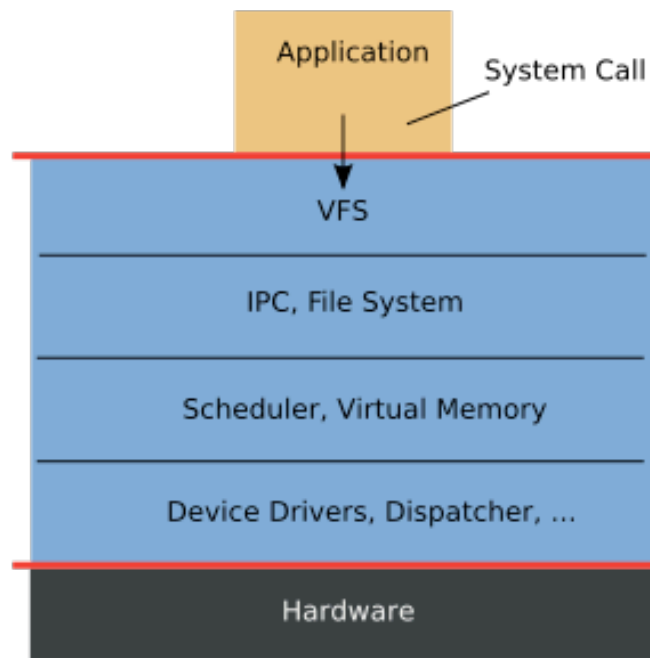 Application
System Call
VFS
IPC, File System
Scheduler, Virtual Memory
Device Drivers, Dispatcher, ...
Hardware